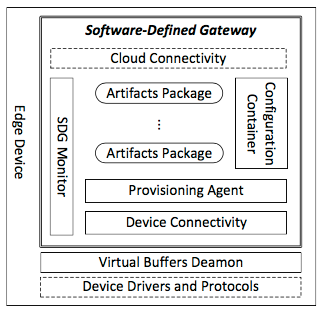 Software-Defined Gateway
Cloud Connectivity
Edge Device
SDG Monitor
Artifacts Package
...
Artifacts Package
Configuration
Container
Provisioning Agent
Device Connectivity
Virtual Buffers Deamon
Device Drivers and Protocols